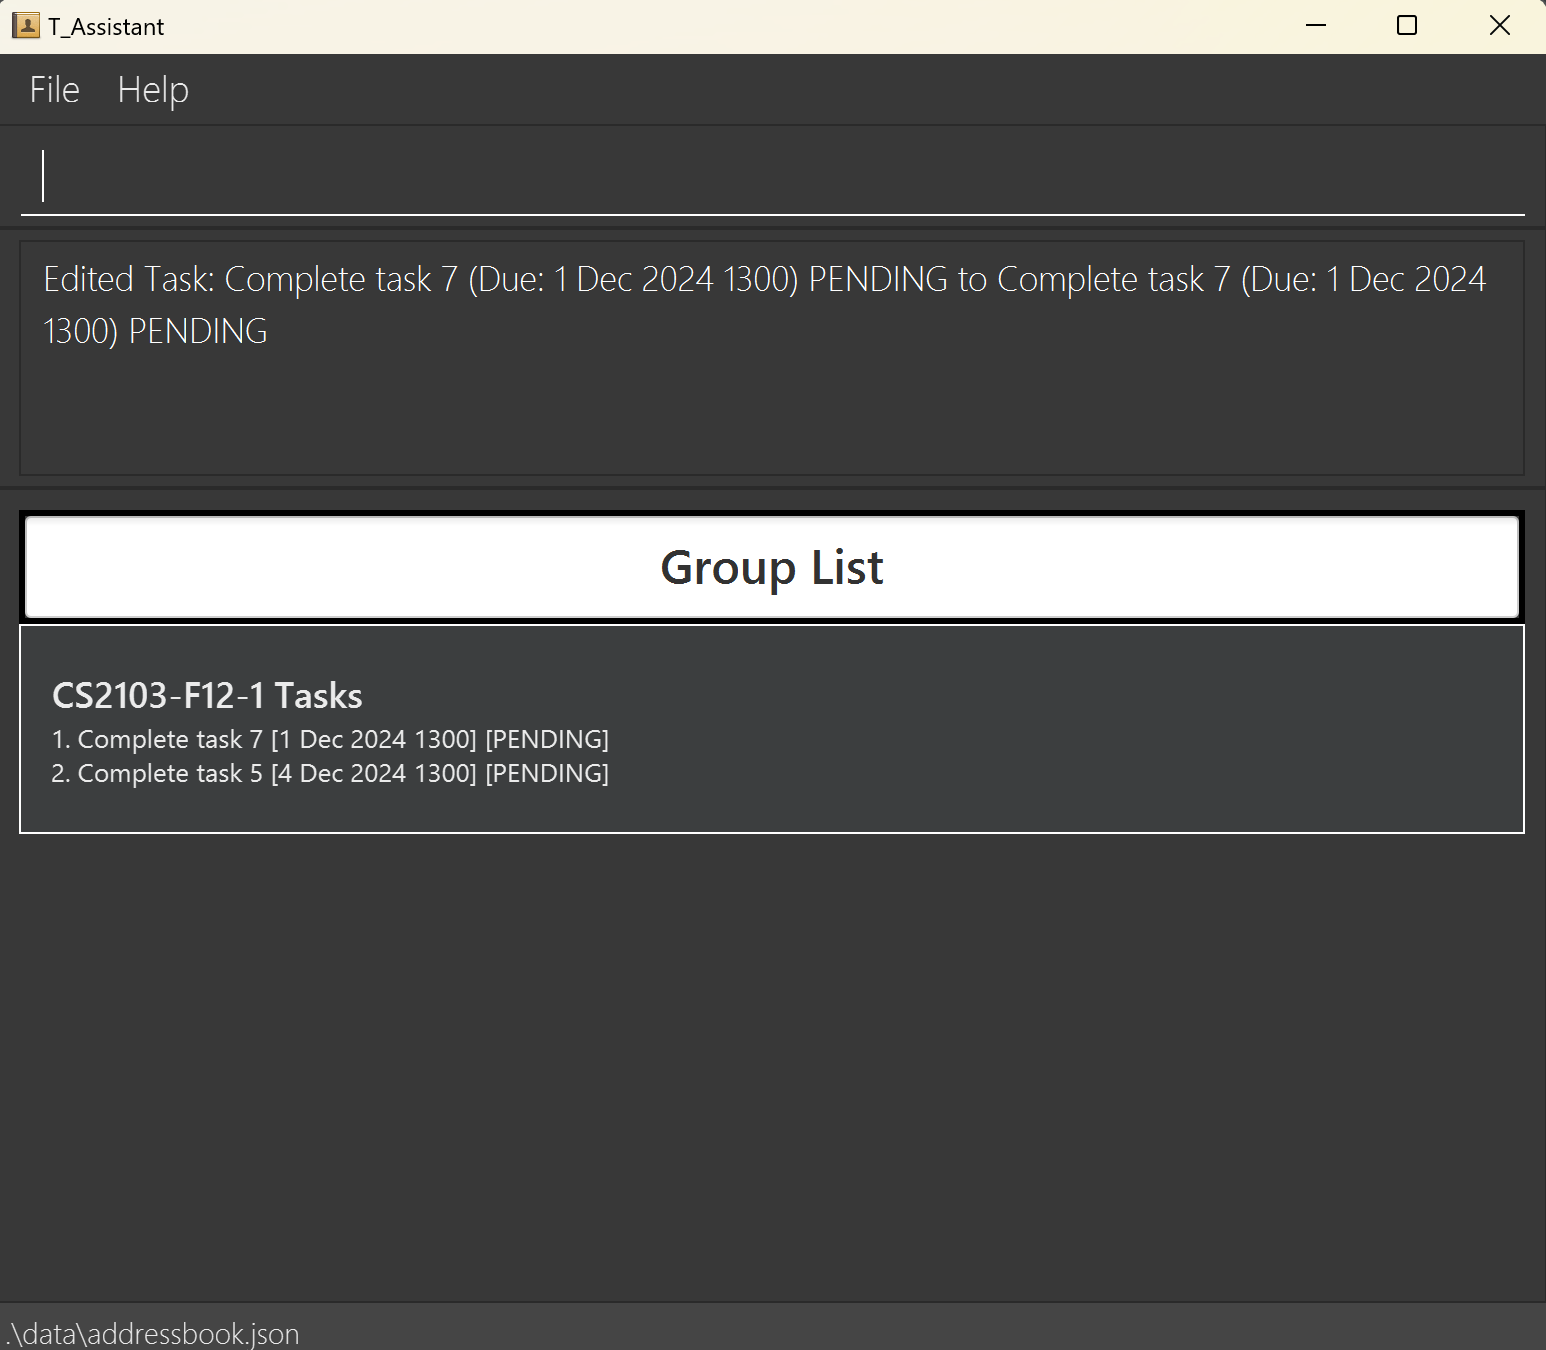 T_Assistant
File Help
Edited Task: Complete task 7 (Due: 1 Dec 2024 1300) PENDING to Complete task 7 (Due: 1 Dec 2024
1300) PENDING
Group List
CS2103-F12-1 Tasks
1. Complete task 7 [1 Dec 2024 1300] [PENDING]
2. Complete task 5 [4 Dec 2024 1300] [PENDING]
.\data\addressbook.json